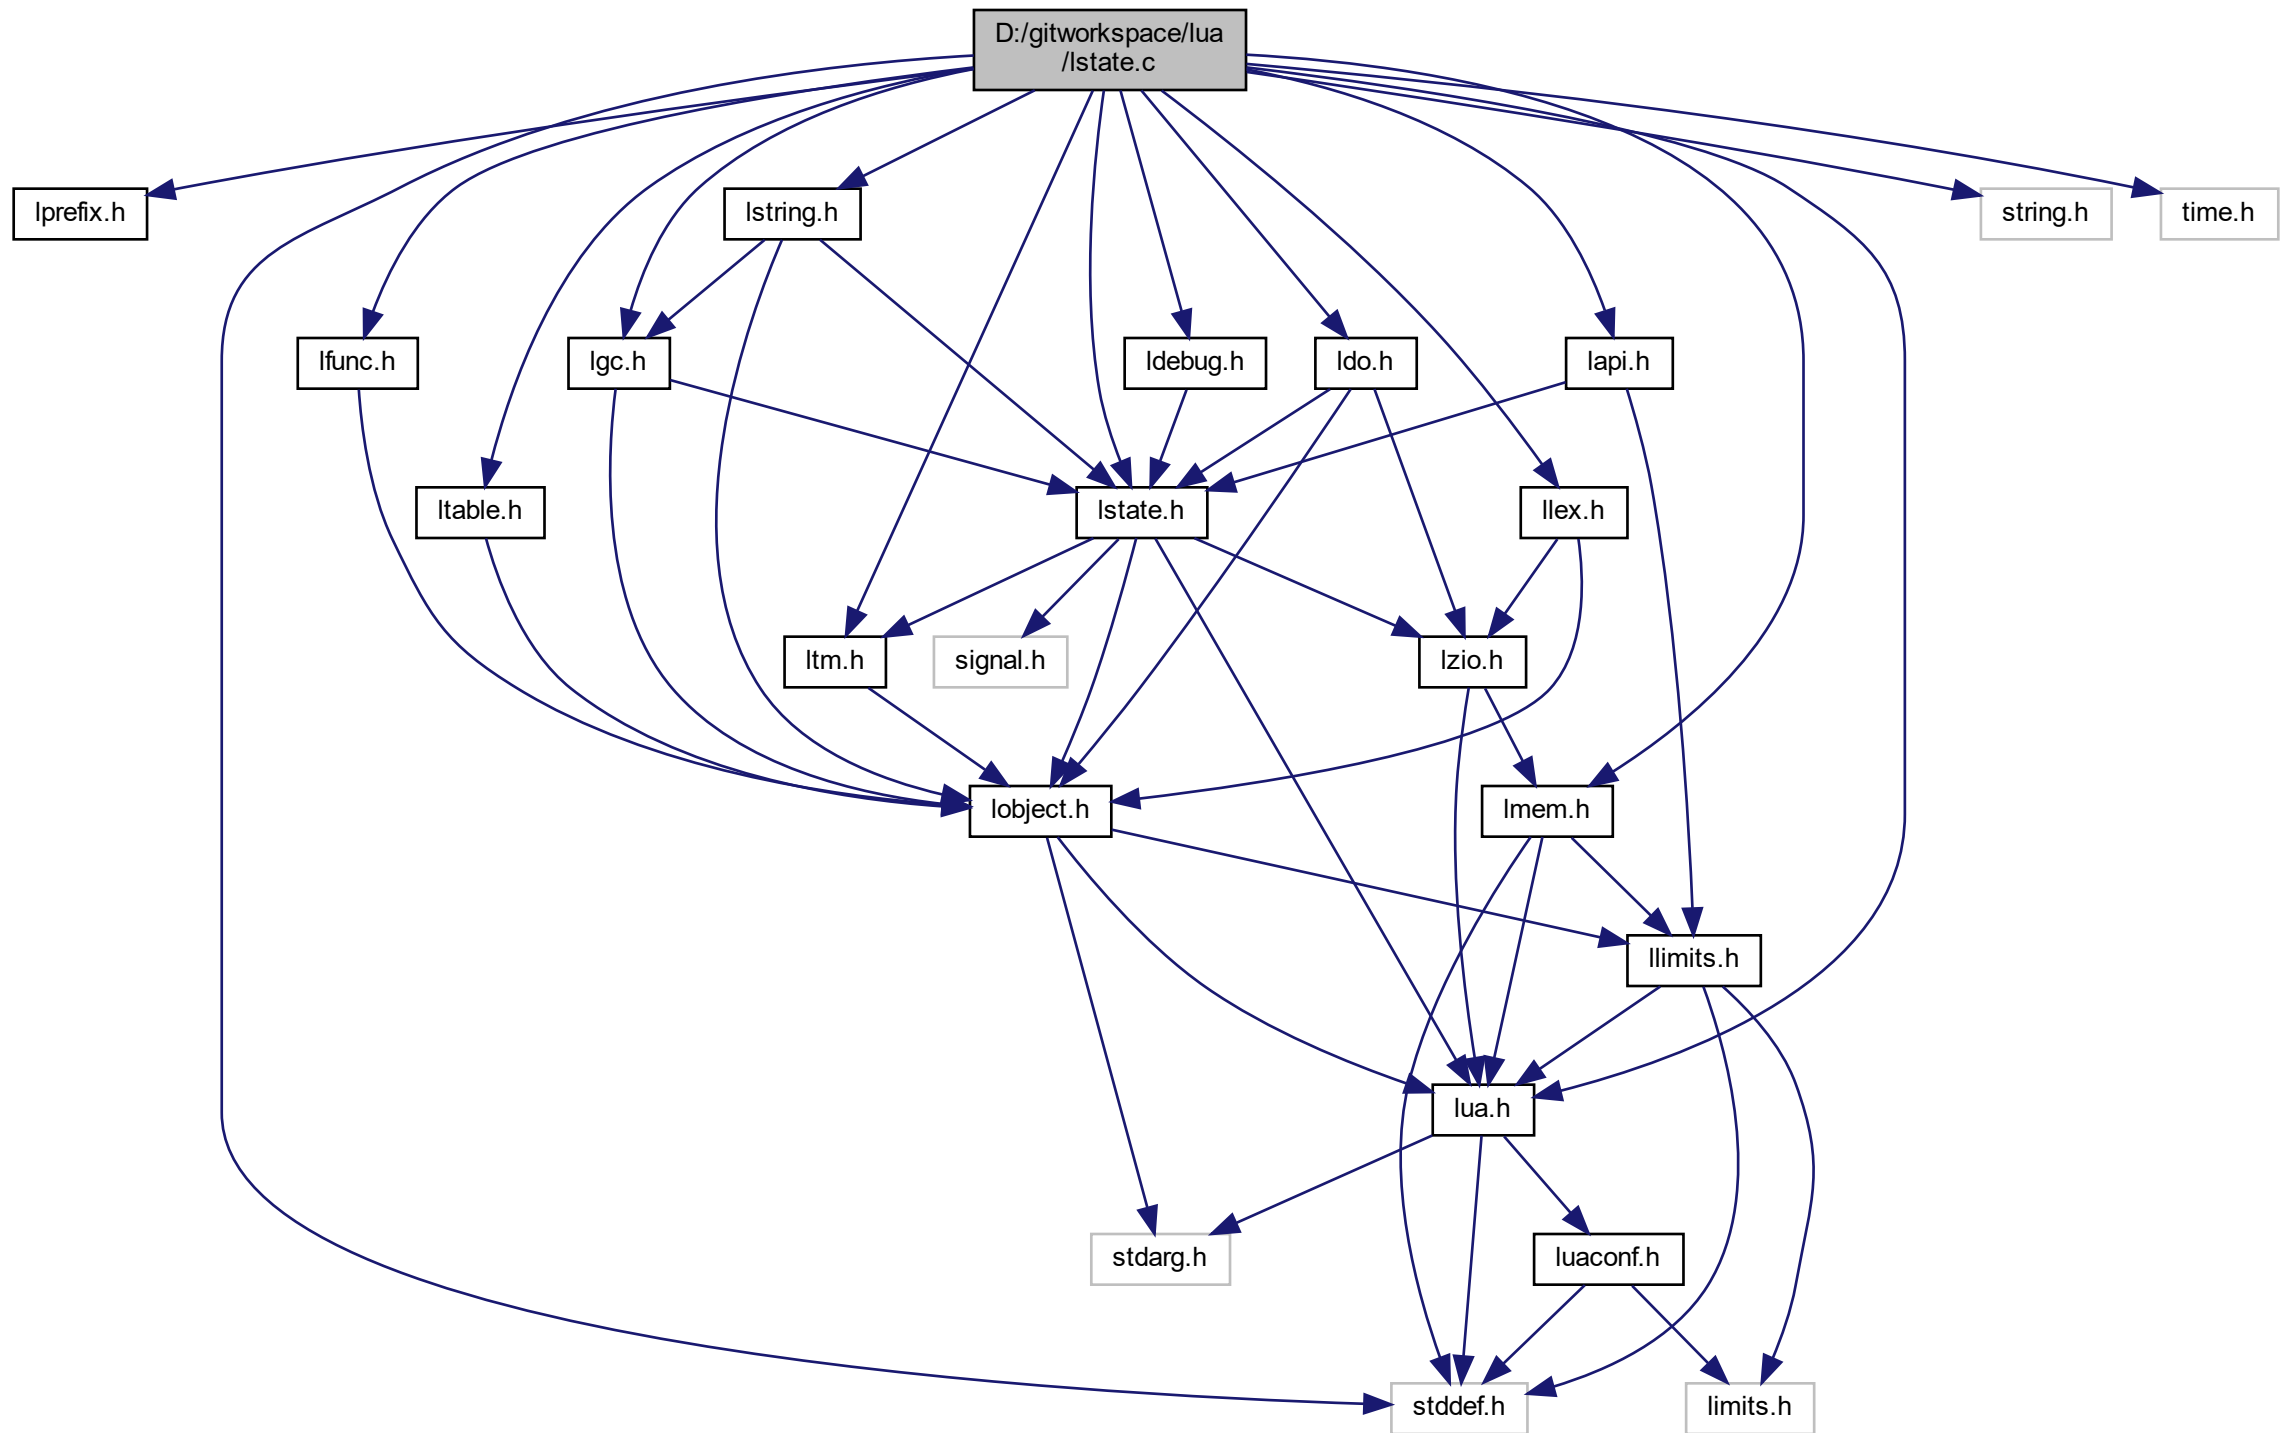 D:/gitworkspace/lua
/lstate.c
lprefix.h
lstring.h
string.h
time.h
lfunc.h
lgc.h
ldebug.h
ldo.h
lapi.h
ltable.h
lstate.h
llex.h
ltm.h
signal.h
lzio.h
lobject.h
lmem.h
llimits.h
lua.h
stdarg.h
luaconf.h
stddef.h
limits.h